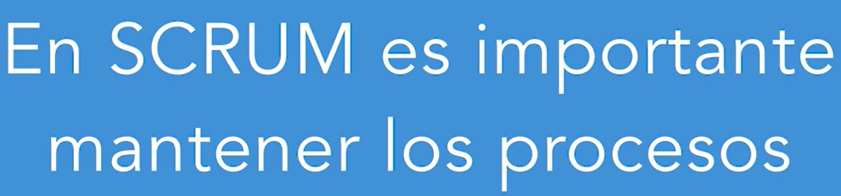 En SCRUM es importante
mantener los procesos